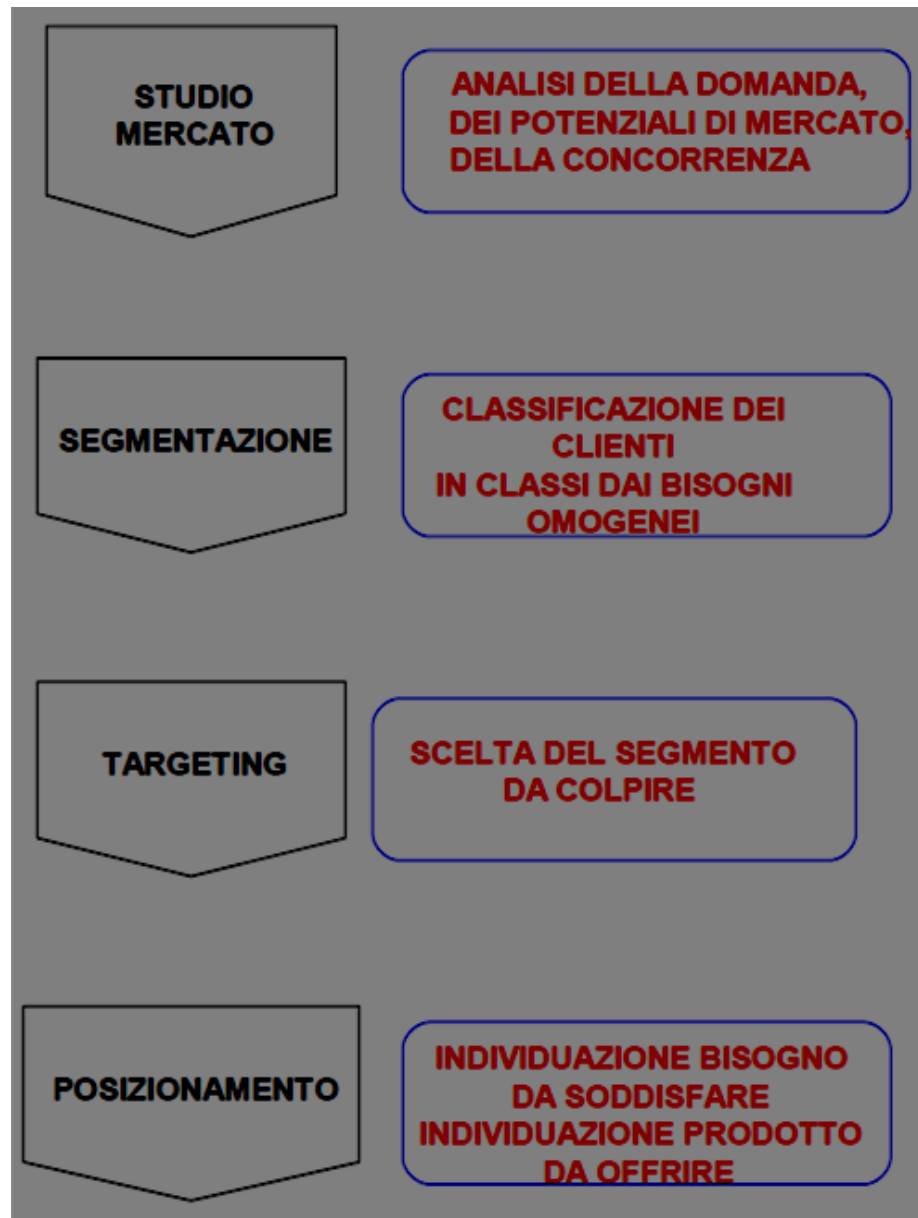 STUDIO
MERCATO
ANALISI DELLA DOMANDA,
DEI POTENZIALI DI MERCATO,
DELLA CONCORRENZA
SEGMENTAZIONE
CLASSIFICAZIONE DEI
CLIENTI
IN CLASSI DAI BISOGNI
OMOGENEI
TARGETING
SCELTA DEL SEGMENTO
DA COLPIRE
POSIZIONAMENTO
INDIVIDUAZIONE BISOGNO
DA SODDISFARE
INDIVIDUAZIONE PRODOTTO
DA OFFRIRE